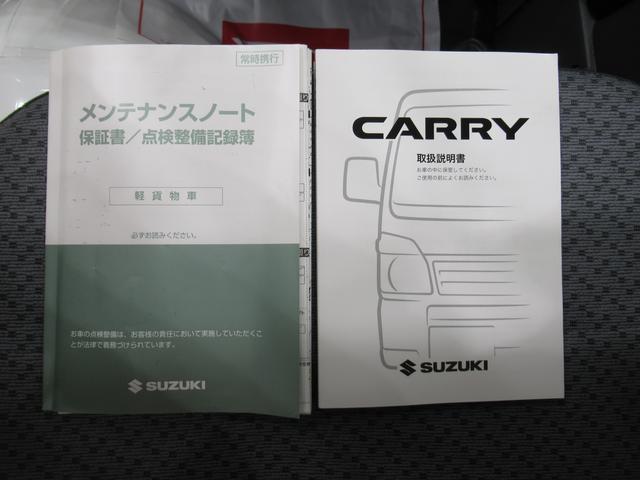 常時携行
メンテナンスノート
保証書／点検整備記録簿
軽貨物車
必ずお読みください。
お車の点検整備は、お客様の責任において実施していただくこ
とが法律で義務づけられています。
SUZUKI
CARRY
取扱説明書
お車の中に保管してください。
ご使用の前によくお読みください。
SUZUKI